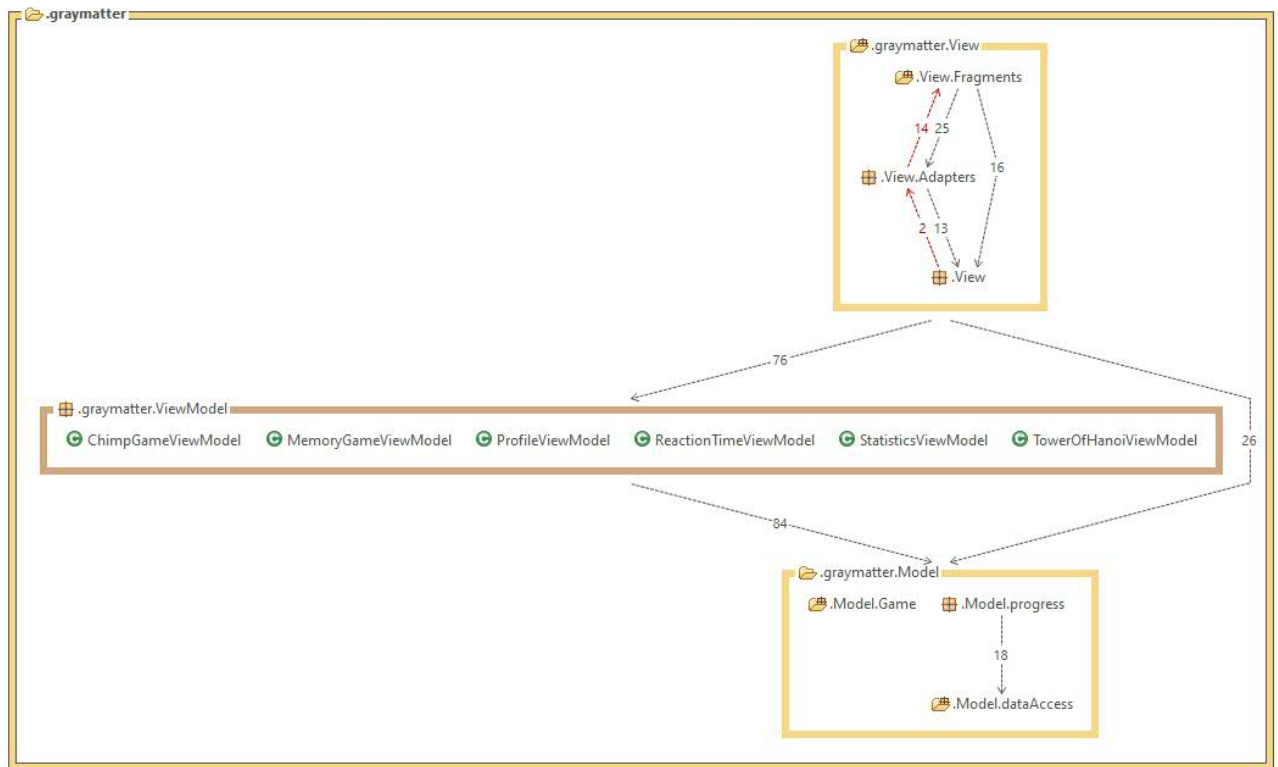 .graymatter
.graymatter.View
.View.Fragments
14 25
16
.View.Adapters
2 13
.View
76
.graymatter.ViewModel
ChimpGameViewModel MemoryGameViewModel ProfileViewModel ReactionTimeViewModel StatisticsViewModel TowerOfHanoiViewModel
26
84
.graymatter.Model
.Model.Game .Model.progress
18
.Model.dataAccess